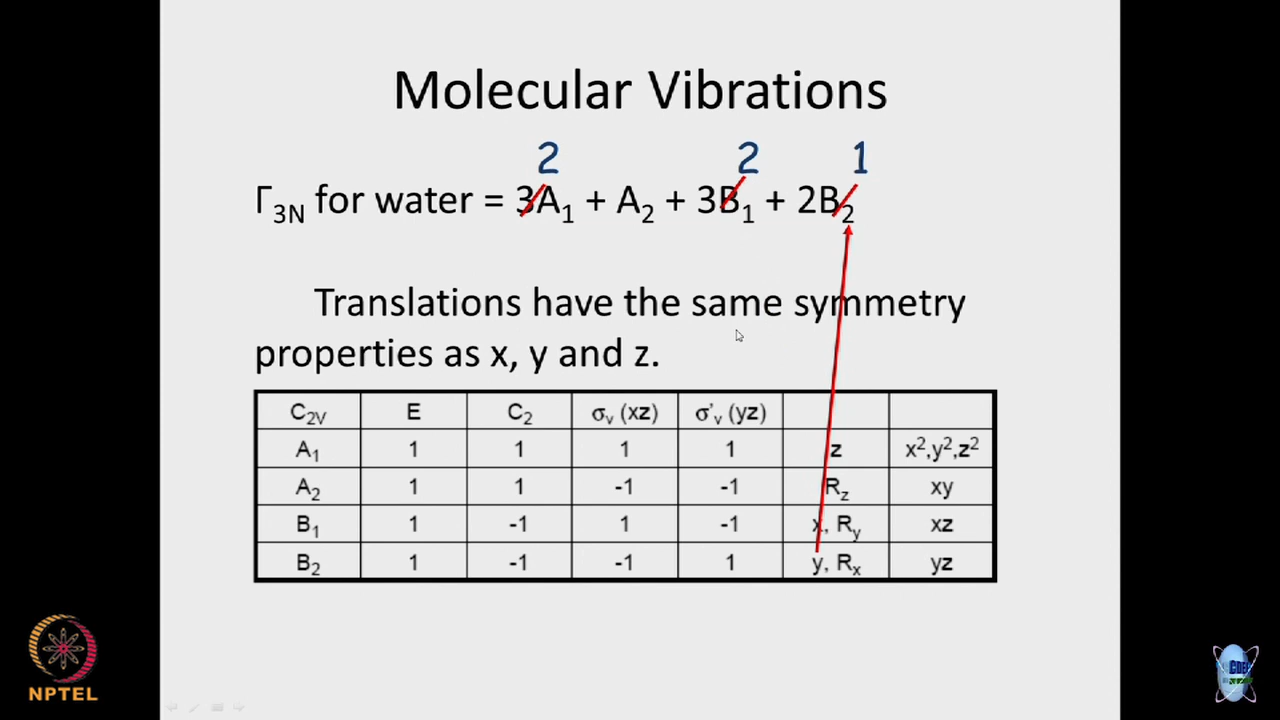 Molecular Vibrations
2 2 1
Γ3N for water = 3A1 + A2 + 3B1 + 2B2
Translations have the same symmetry
properties as x, y and z.
C2V E C2 σv (xz) σ'v (yz)
A1 1 1 1 1 z x²,y²,z²
A2 1 1 -1 -1 Rz xy
B1 1 -1 1 -1 x, Ry xz
B2 1 -1 -1 1 y, Rx yz
NPTEL